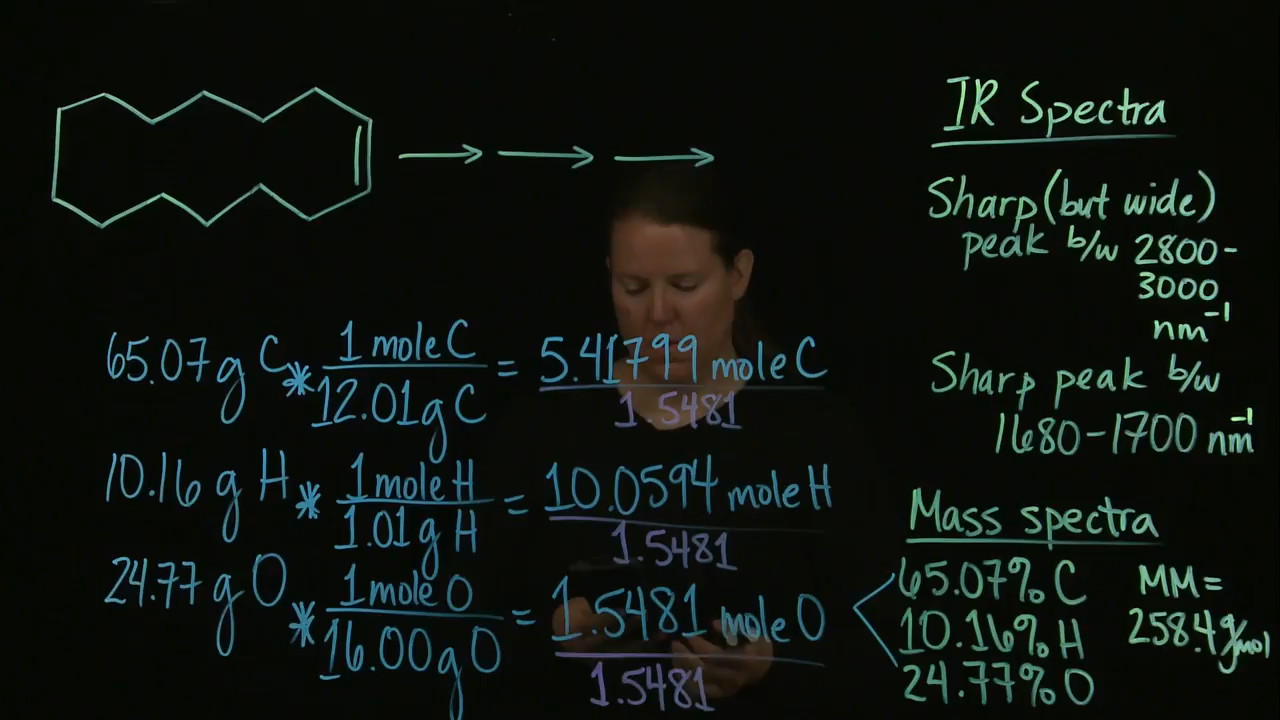 IR Spectra
Sharp (but wide)
peak b/w 2800-
3000
nm⁻¹
Sharp peak b/w
1680-1700 nm⁻¹
65.07 g C * 1 mole C / 12.01 g C = 5.41799 mole C / 1.5481
10.16 g H * 1 mole H / 1.01 g H = 10.0594 mole H / 1.5481
24.77 g O * 1 mole O / 16.00 g O = 1.5481 mole O / 1.5481
Mass spectra
65.07% C
10.16% H
24.77% O
MM =
258.4 g/mol